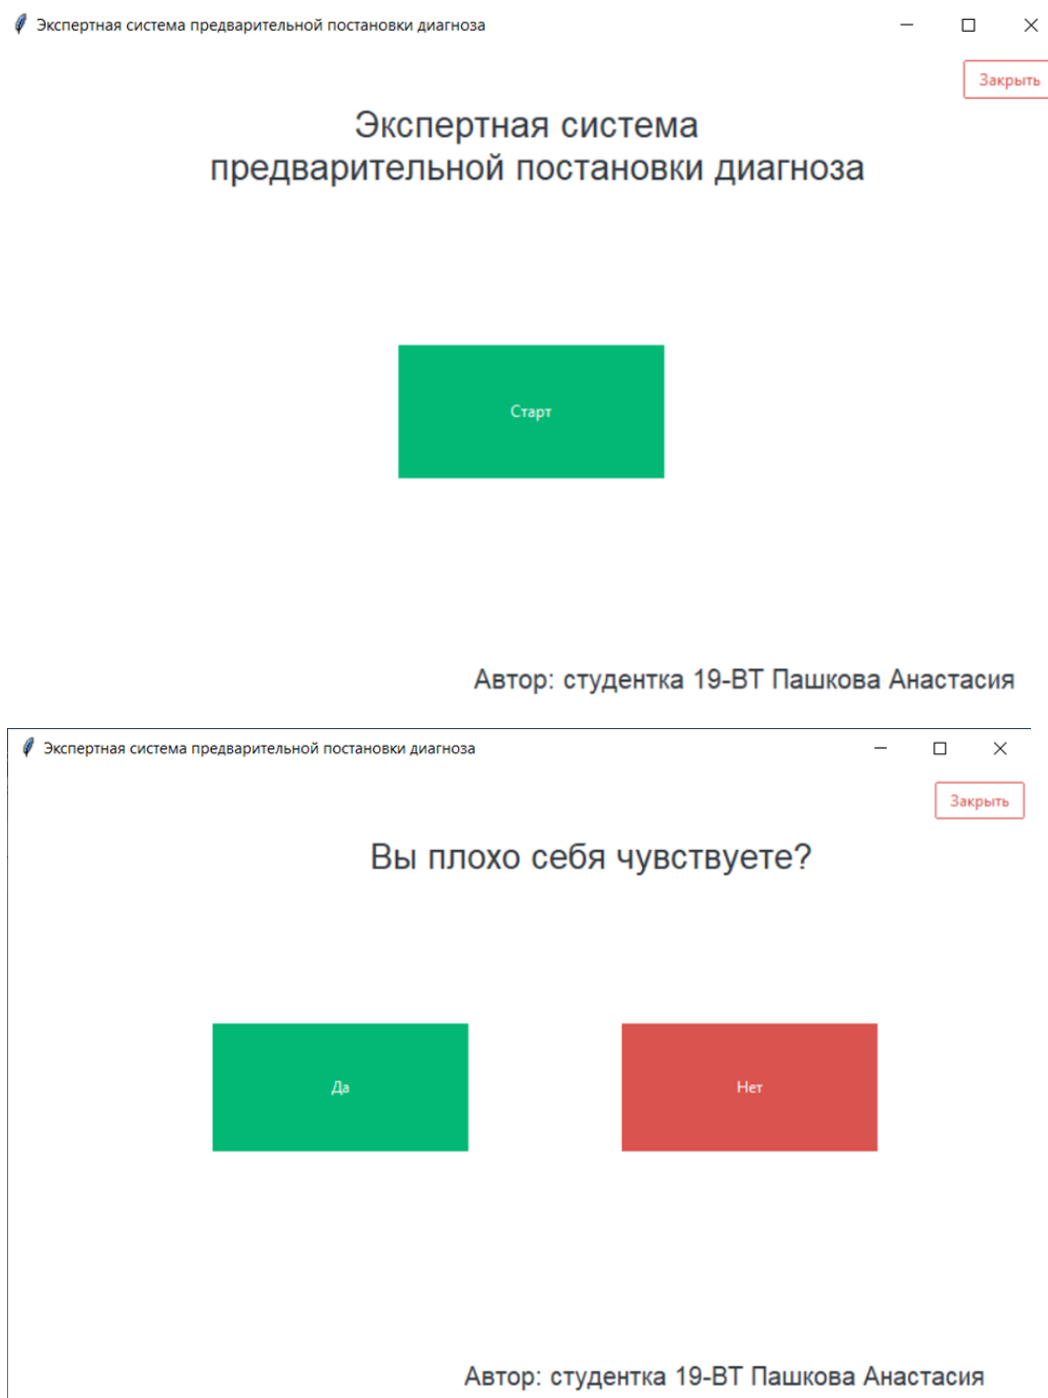 Экспертная система предварительной постановки диагноза
Закрыть
Экспертная система
предварительной постановки диагноза
Старт
Автор: студентка 19-ВТ Пашкова Анастасия
Экспертная система предварительной постановки диагноза
Закрыть
Вы плохо себя чувствуете?
Да
Нет
Автор: студентка 19-ВТ Пашкова Анастасия